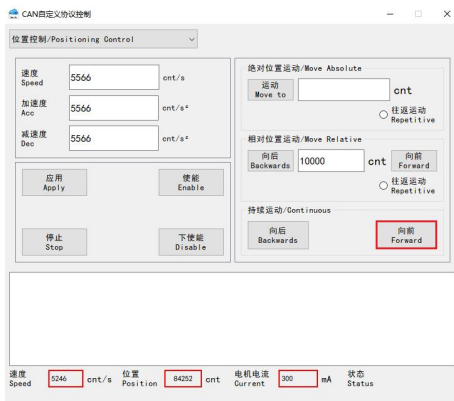 CAN自定义协议控制
位置控制/Positioning Control
速度
Speed
5566
cnt/s
加速度
Acc
5566
cnt/s²
减速度
Dec
5566
cnt/s²
应用
Apply
使能
Enable
停止
Stop
下使能
Disable
绝对位置运动/Move Absolute
运动
Move to
cnt
往返运动
Repetitive
相对位置运动/Move Relative
向后
Backwards
10000
cnt
向前
Forward
往返运动
Repetitive
持续运动/Continuous
向后
Backwards
向前
Forward
速度
Speed
5246
cnt/s
位置
Position
84252
cnt
电机电流
Current
300
mA
状态
Status